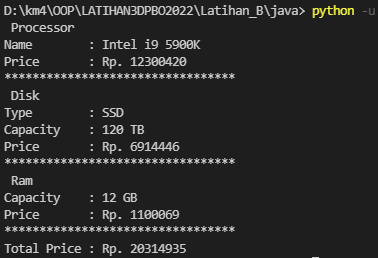 D:\km4\OOP\LATIHAN3DPBO2022\Latihan_B\java> python -u
Processor
Name : Intel i9 5900K
Price : Rp. 12300420
*********************************
Disk
Type : SSD
Capacity : 120 TB
Price : Rp. 6914446
*********************************
Ram
Capacity : 12 GB
Price : Rp. 1100069
*********************************
Total Price : Rp. 20314935